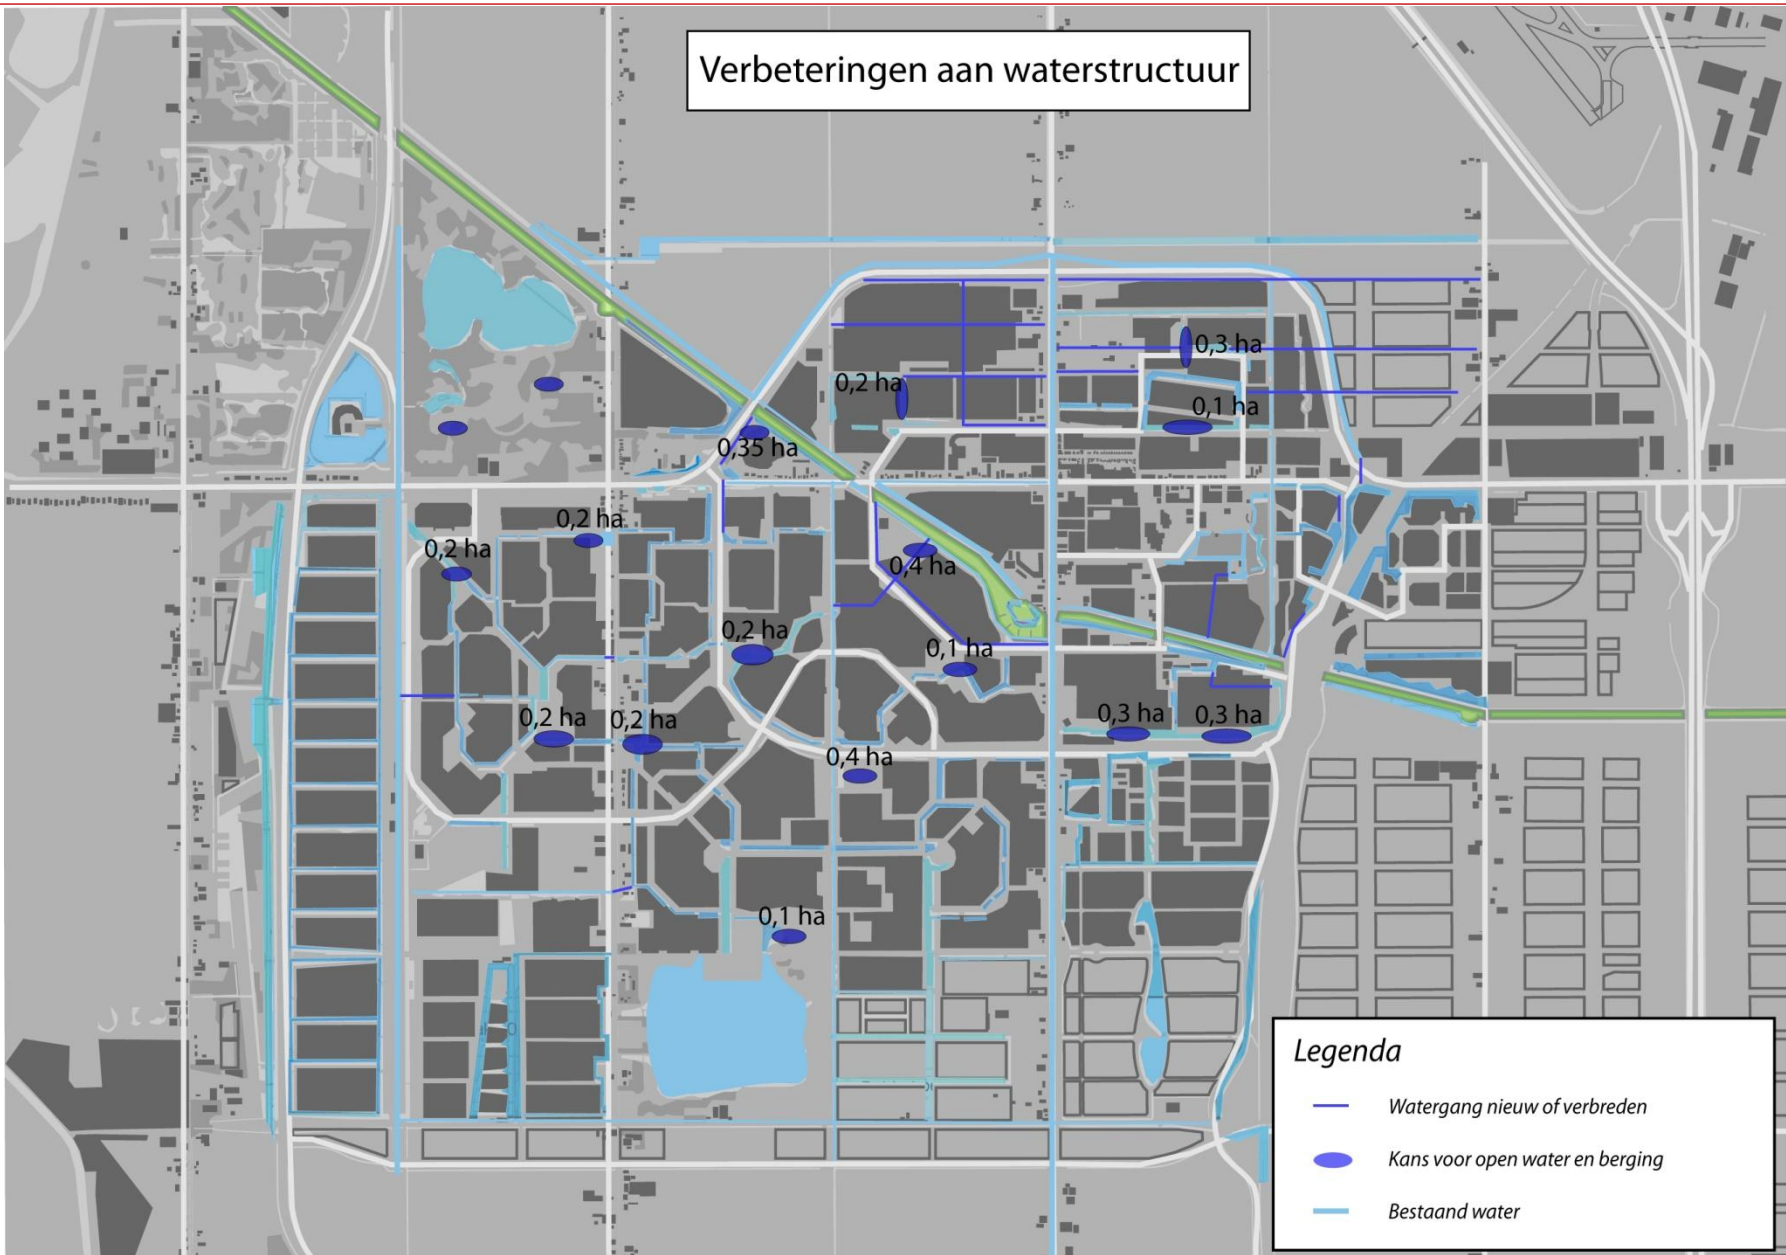 Verbeteringen aan waterstructuur
0,3 ha
0,2 ha
0,1 ha
0,35 ha
0,2 ha
0,2 ha
0,4 ha
0,2 ha
0,1 ha
0,2 ha
0,2 ha
0,3 ha
0,3 ha
0,4 ha
0,1 ha
Legenda
Watergang nieuw of verbreden
Kans voor open water en berging
Bestaand water